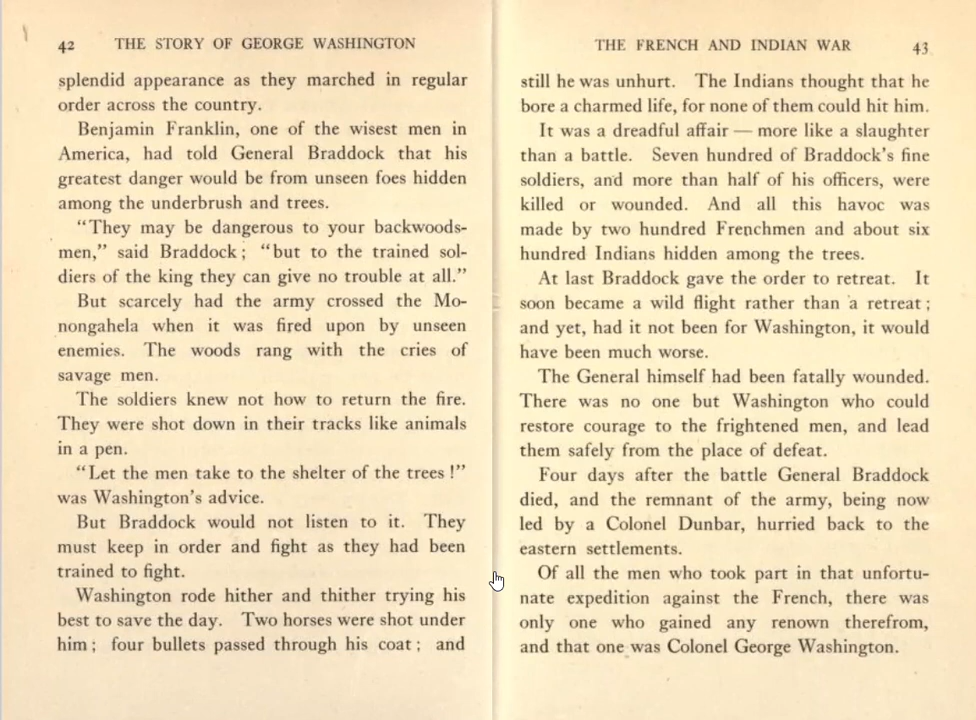 42 THE STORY OF GEORGE WASHINGTON
splendid appearance as they marched in regular
order across the country.
Benjamin Franklin, one of the wisest men in
America, had told General Braddock that his
greatest danger would be from unseen foes hidden
among the underbrush and trees.
"They may be dangerous to your backwoods-
men," said Braddock; "but to the trained sol-
diers of the king they can give no trouble at all."
But scarcely had the army crossed the Mo-
nongahela when it was fired upon by unseen
enemies. The woods rang with the cries of
savage men.
The soldiers knew not how to return the fire.
They were shot down in their tracks like animals
in a pen.
"Let the men take to the shelter of the trees!"
was Washington's advice.
But Braddock would not listen to it. They
must keep in order and fight as they had been
trained to fight.
Washington rode hither and thither trying his
best to save the day. Two horses were shot under
him; four bullets passed through his coat; and
THE FRENCH AND INDIAN WAR 43
still he was unhurt. The Indians thought that he
bore a charmed life, for none of them could hit him.
It was a dreadful affair — more like a slaughter
than a battle. Seven hundred of Braddock's fine
soldiers, and more than half of his officers, were
killed or wounded. And all this havoc was
made by two hundred Frenchmen and about six
hundred Indians hidden among the trees.
At last Braddock gave the order to retreat. It
soon became a wild flight rather than a retreat;
and yet, had it not been for Washington, it would
have been much worse.
The General himself had been fatally wounded.
There was no one but Washington who could
restore courage to the frightened men, and lead
them safely from the place of defeat.
Four days after the battle General Braddock
died, and the remnant of the army, being now
led by a Colonel Dunbar, hurried back to the
eastern settlements.
Of all the men who took part in that unfortu-
nate expedition against the French, there was
only one who gained any renown therefrom,
and that one was Colonel George Washington.